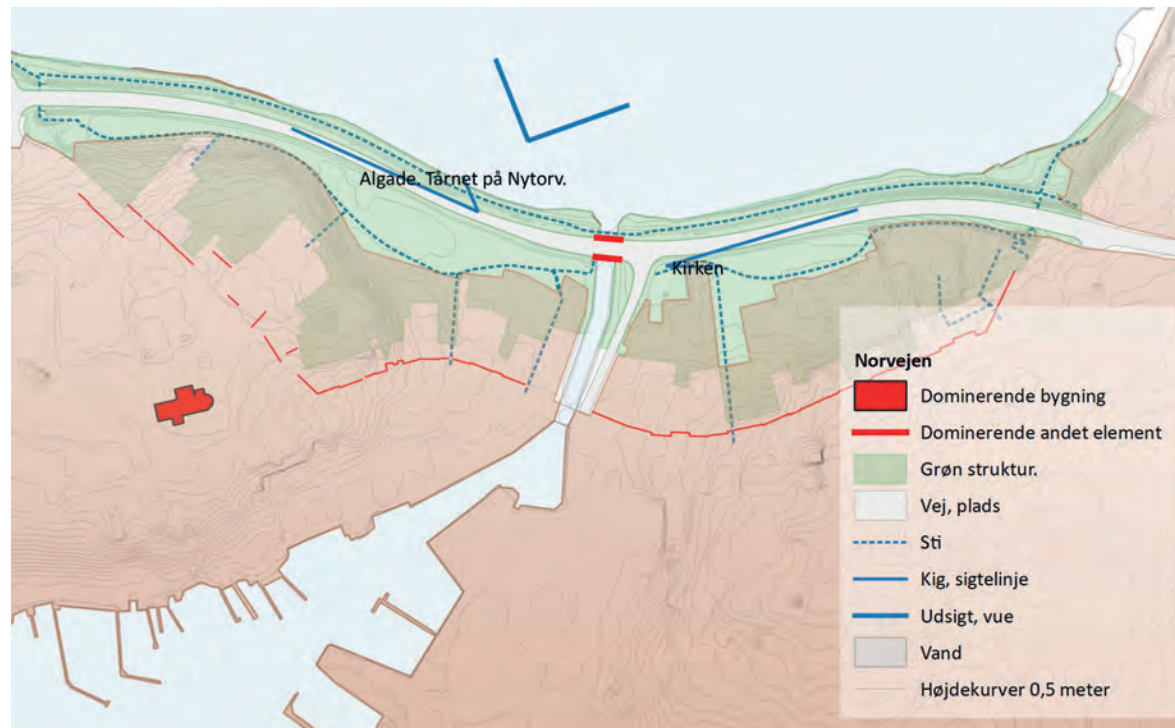 Algade. Tårnet på Nytorv.
Kirken
Norvejen
Dominerende bygning
Dominerende andet element
Grøn struktur.
Vej, plads
Sti
Kig, sigtelinje
Udsigt, vue
Vand
Højdekurver 0,5 meter